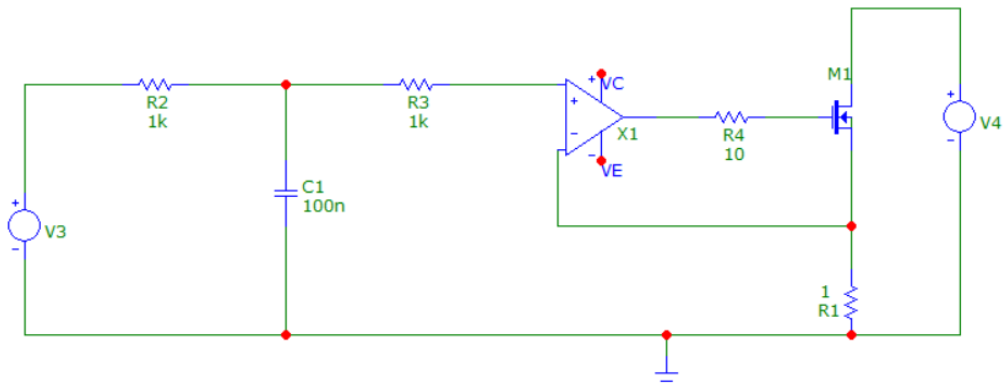 M1
VC
+
R2
1k
R3
1k
+
-
X1
R4
10
+
-
V4
-
VE
C1
100n
+
-
V3
1
R1